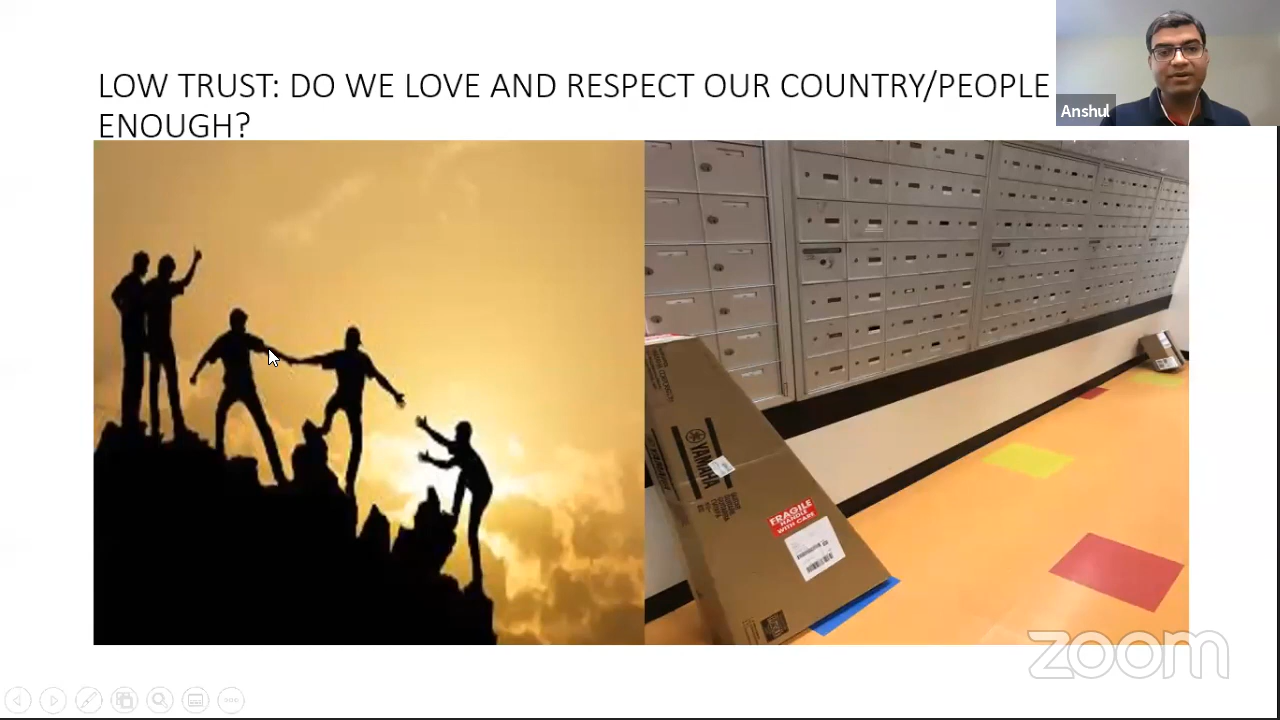 LOW TRUST: DO WE LOVE AND RESPECT OUR COUNTRY/PEOPLE
ENOUGH?
Anshul
YAMAHA
FRAGILE
HANDLE
WITH CARE
zoom